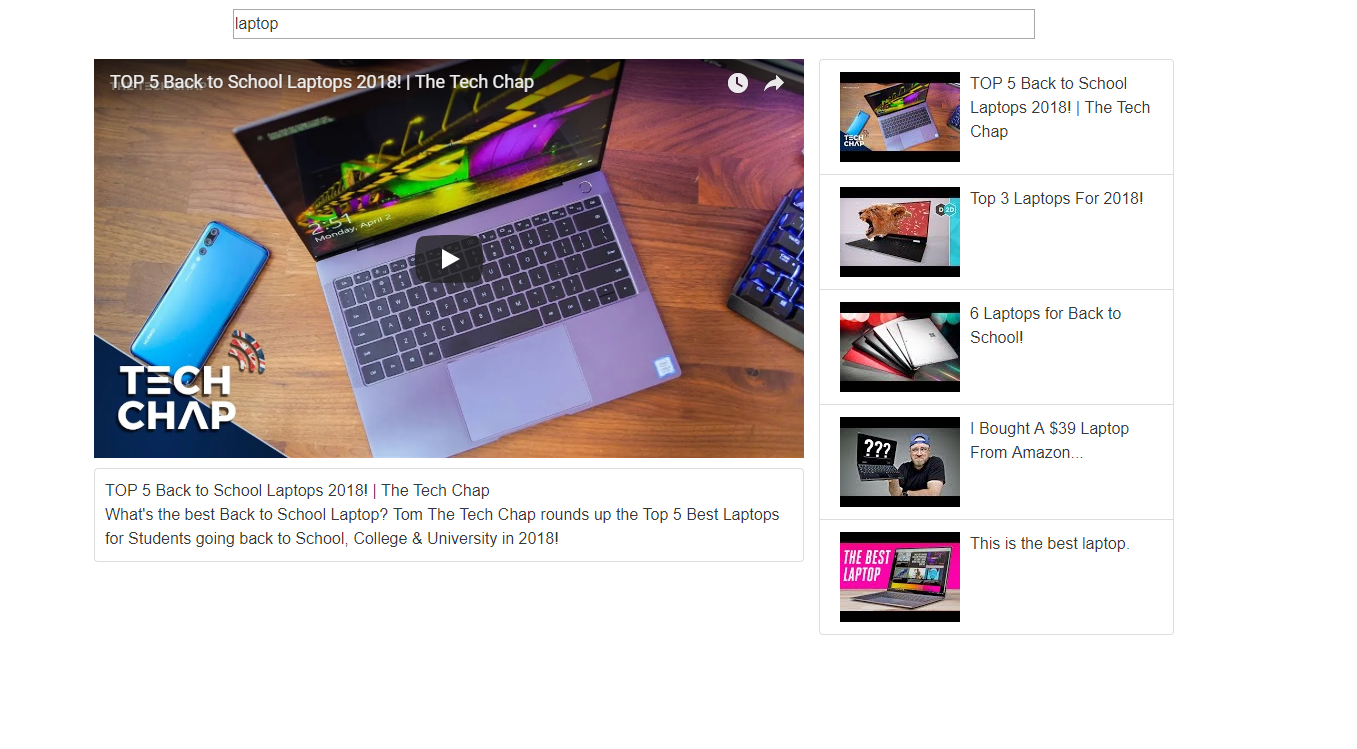 laptop
TOP 5 Back to School Laptops 2018! | The Tech Chap
2:51
Monday, April 2
TECH
CHAP
TOP 5 Back to School Laptops 2018! | The Tech Chap
What's the best Back to School Laptop? Tom The Tech Chap rounds up the Top 5 Best Laptops
for Students going back to School, College & University in 2018!
TECH
CHAP
TOP 5 Back to School
Laptops 2018! | The Tech
Chap
Top 3 Laptops For 2018!
6 Laptops for Back to
School!
???
I Bought A $39 Laptop
From Amazon...
THE BEST
LAPTOP
This is the best laptop.